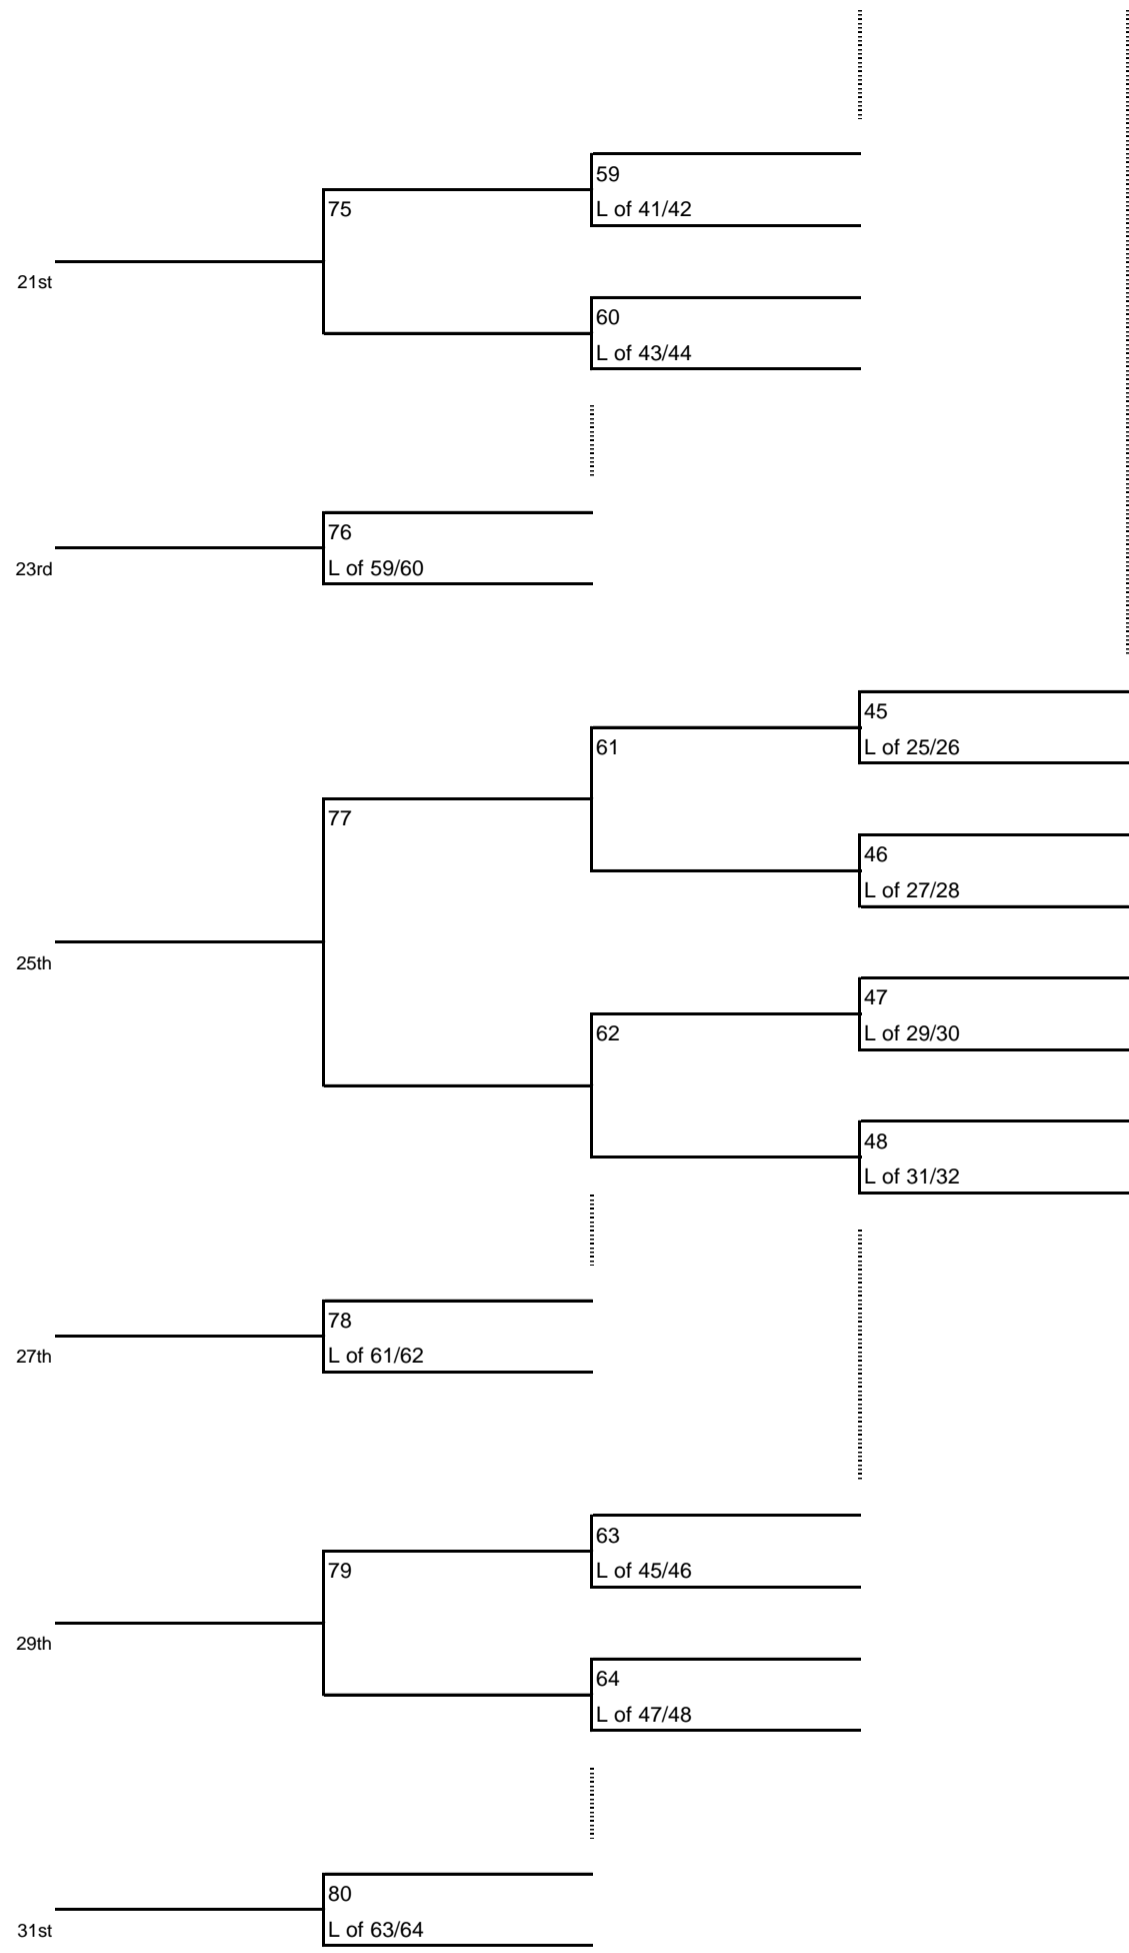 59
L of 41/42
75
21st
60
L of 43/44
76
L of 59/60
23rd
45
L of 25/26
61
77
46
L of 27/28
25th
47
L of 29/30
62
48
L of 31/32
78
L of 61/62
27th
63
L of 45/46
79
29th
64
L of 47/48
80
L of 63/64
31st